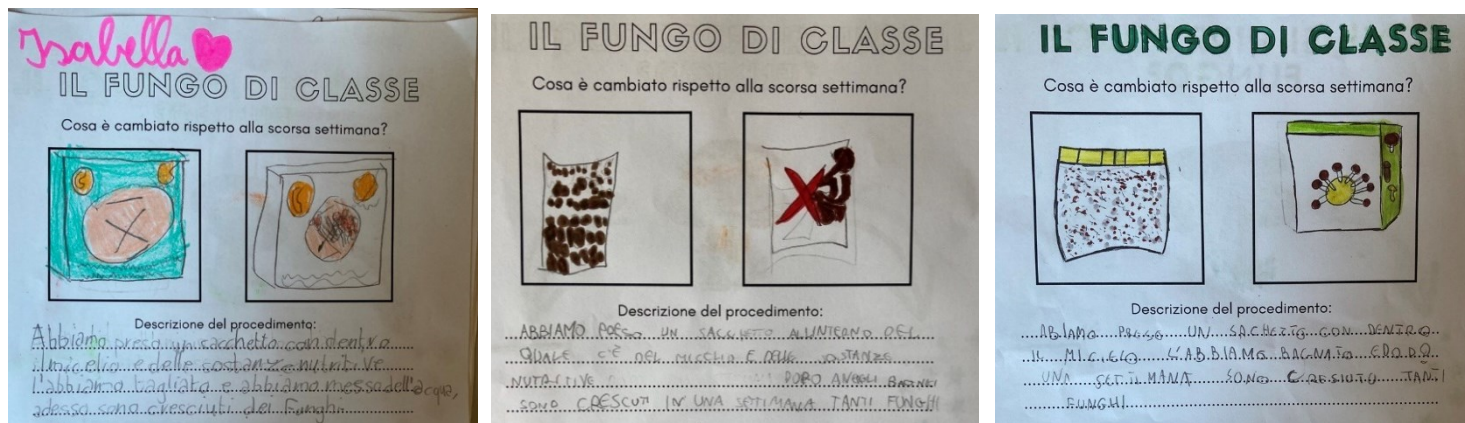 Isabella
IL FUNGO DI CLASSE
Cosa è cambiato rispetto alla scorsa settimana?
Descrizione del procedimento:
Abbiamo preso un sacchetto con dentro
il micelio e delle sostanze nutritive
l'abbiamo tagliato e abbiamo messo dell'acqua,
adesso sono cresciuti dei Funghi.
IL FUNGO DI CLASSE
Cosa è cambiato rispetto alla scorsa settimana?
Descrizione del procedimento:
ABBIAMO PRESO UN SACCHETTO ALL'INTERNO DEL
QUALE C'È DEL E DELLE SOSTANZE
NUTRITIVE
SONO CRESCUTI IN UNA SETTIMANA TANTI FUNGHI
IL FUNGO DI CLASSE
Cosa è cambiato rispetto alla scorsa settimana?
Descrizione del procedimento:
ABIAMO PRESO UN SACHETTO CON DENTRO
IL MICIELO L'ABBIAMO BAGNATO E DOPO
UNA SETTIMANA SONO CRESIUTO TANTI
FUNGHI